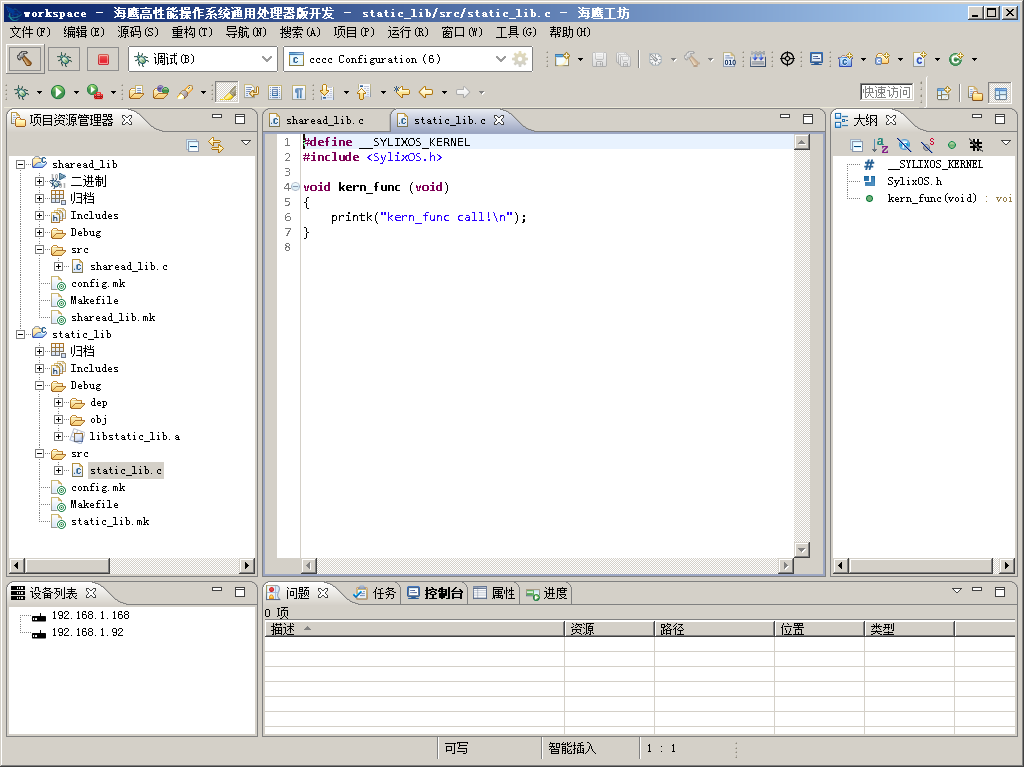 workspace - 海鹰高性能操作系统通用处理器版开发 - static_lib/src/static_lib.c - 海鹰工坊
文件(F) 编辑(E) 源码(S) 重构(T) 导航(N) 搜索(A) 项目(P) 运行(R) 窗口(W) 工具(G) 帮助(H)
调试(B) cccc Configuration (6)
快速访问
项目资源管理器
sharead_lib
二进制
归档
Includes
Debug
src
sharead_lib.c
config.mk
Makefile
sharead_lib.mk
static_lib
归档
Includes
Debug
dep
obj
libstatic_lib.a
src
static_lib.c
config.mk
Makefile
static_lib.mk
sharead_lib.c static_lib.c
1 #define __SYLIXOS_KERNEL
2 #include <SylixOS.h>
3
4 void kern_func (void)
5 {
6 printk("kern_func call!\n");
7 }
8
大纲
__SYLIXOS_KERNEL
SylixOS.h
kern_func(void) : voi
设备列表
192.168.1.168
192.168.1.92
问题 任务 控制台 属性 进度
0 项
描述 资源 路径 位置 类型
可写 智能插入 1 : 1